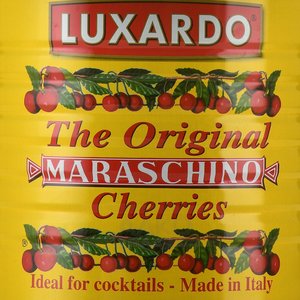 LUXARDO®
The Original
MARASCHINO
Cherries
®
Ideal for cocktails - Made in Italy